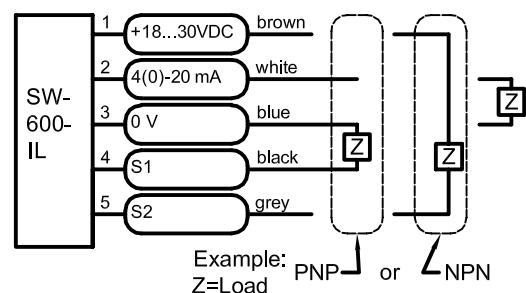 SW-
600-
IL
1 +18...30VDC brown
2 4(0)-20 mA white
3 0 V blue
4 S1 black
5 S2 grey
Z
Z
Z
Example:
Z=Load
PNP or NPN